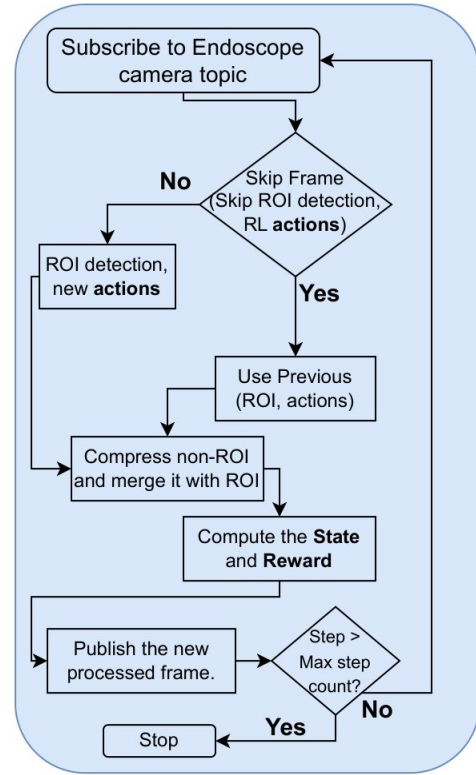 Subscribe to Endoscope
camera topic
Skip Frame
(Skip ROI detection,
RL actions)
No
Yes
ROI detection,
new actions
Use Previous
(ROI, actions)
Compress non-ROI
and merge it with ROI
Compute the State
and Reward
Publish the new
processed frame.
Step >
Max step
count?
No
Yes
Stop